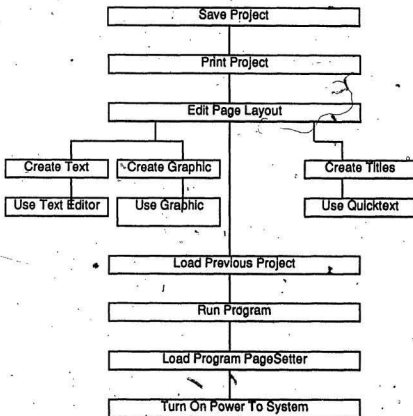 Save Project
Print Project
Edit Page Layout
Create Text
Create Graphic
Create Titles
Use Text Editor
Use Graphic
Use Quicktext
Load Previous Project
Run Program
Load Program PageSetter
Turn On Power To System